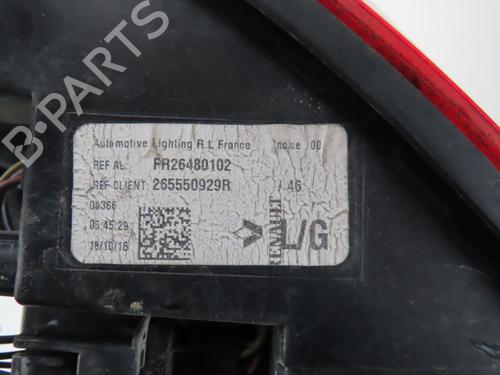 Automotive Lighting R L France Indice 00
REF AL: FR26480102
REF CLIENT: 265550929R / 46
00366
06:45:29
18/10/16
RENAULT
L/G
B-PARTS